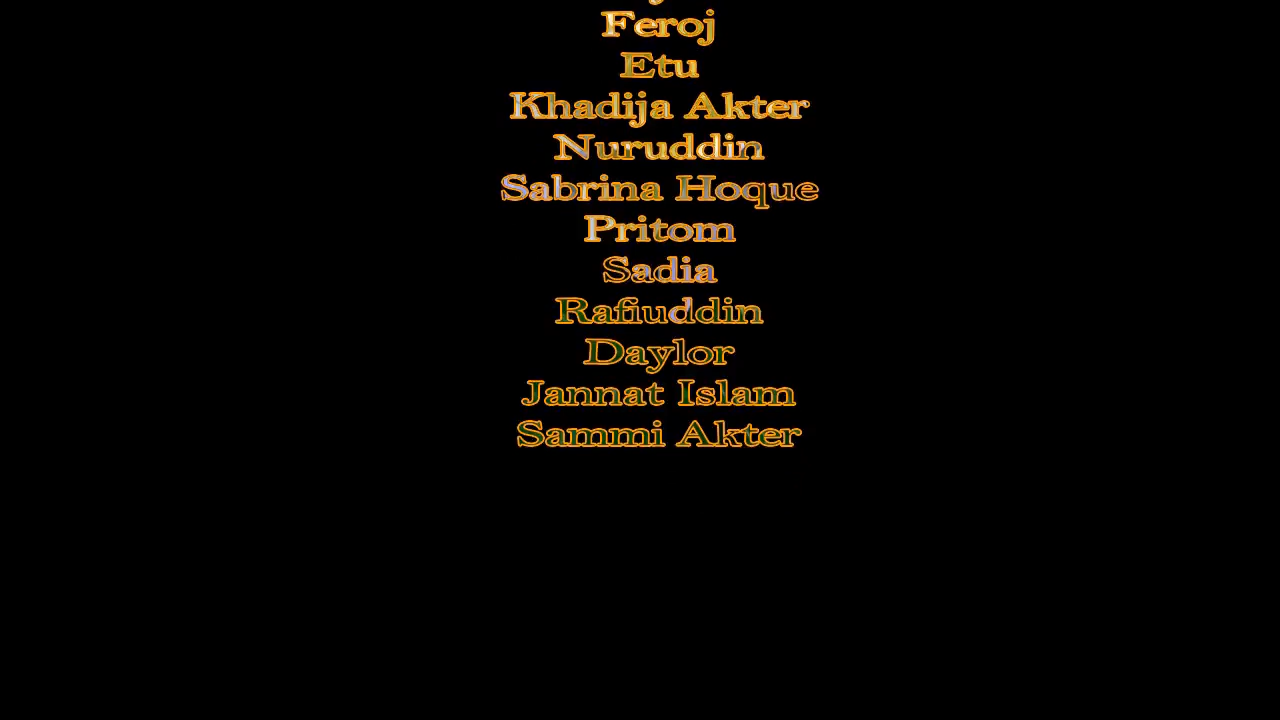 Feroj
Etu
Khadija Akter
Nuruddin
Sabrina Hoque
Pritom
Sadia
Rafiuddin
Daylor
Jannat Islam
Sammi Akter